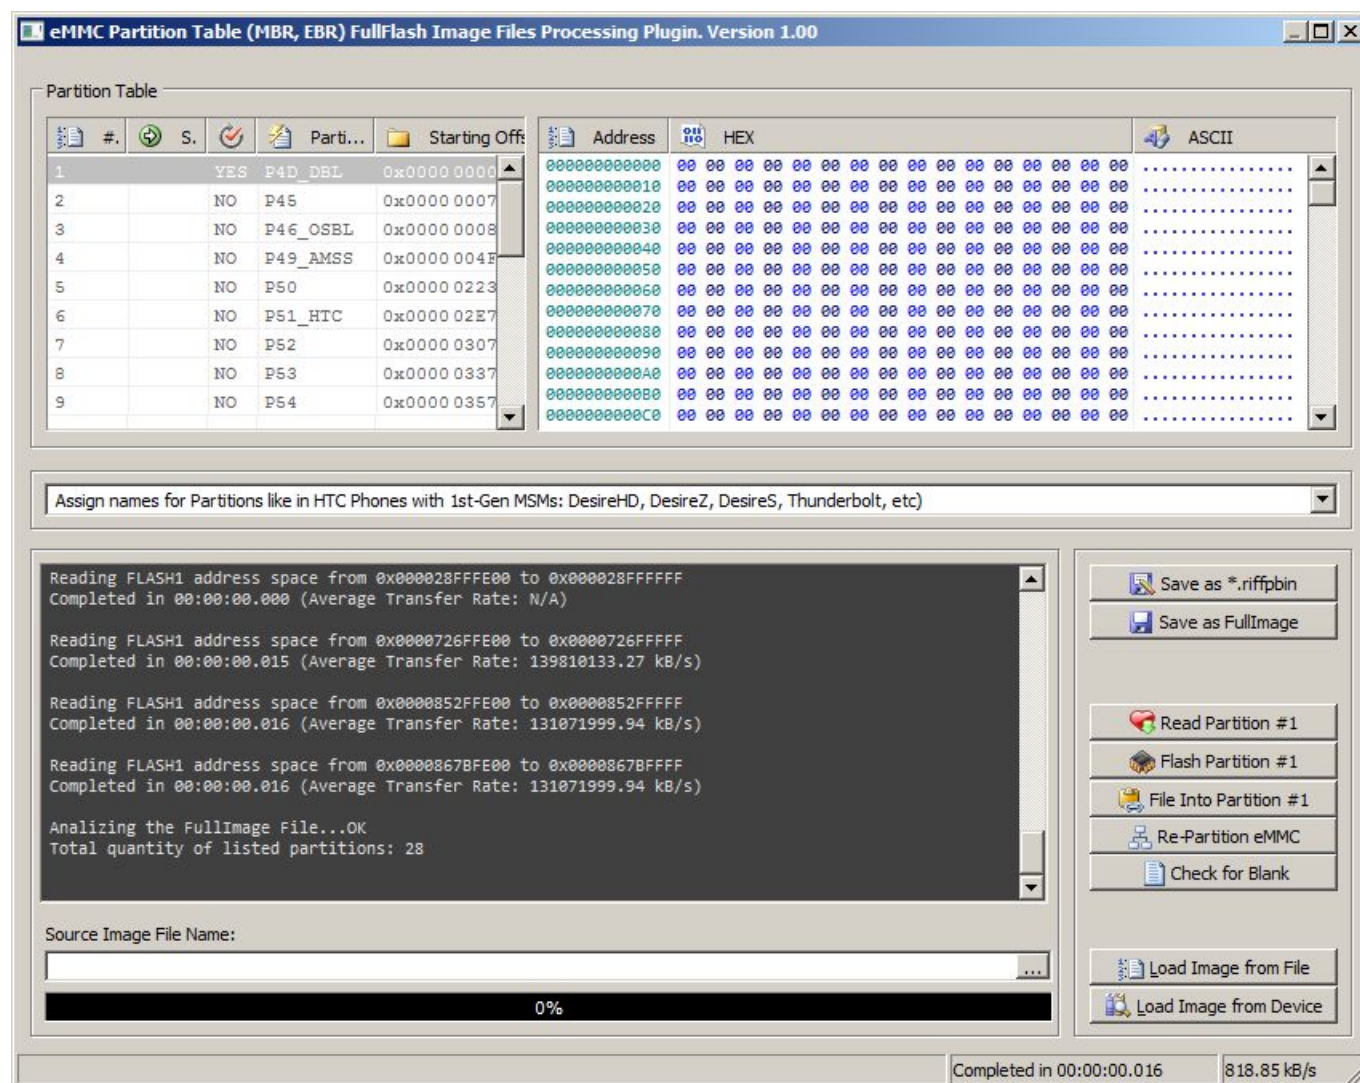 eMMC Partition Table (MBR, EBR) FullFlash Image Files Processing Plugin. Version 1.00
Partition Table
#. S. Parti... Starting Offs
1 YES P4D_DBL 0x0000 0000
2 NO P45 0x0000 0007
3 NO P46_OSBL 0x0000 0008
4 NO P49_AMSS 0x0000 004F
5 NO P50 0x0000 0223
6 NO P51_HTC 0x0000 02E7
7 NO P52 0x0000 0307
8 NO P53 0x0000 0337
9 NO P54 0x0000 0357
Address HEX ASCII
000000000000 00 00 00 00 00 00 00 00 00 00 00 00 00 00 00 00 ................
000000000010 00 00 00 00 00 00 00 00 00 00 00 00 00 00 00 00 ................
000000000020 00 00 00 00 00 00 00 00 00 00 00 00 00 00 00 00 ................
000000000030 00 00 00 00 00 00 00 00 00 00 00 00 00 00 00 00 ................
000000000040 00 00 00 00 00 00 00 00 00 00 00 00 00 00 00 00 ................
000000000050 00 00 00 00 00 00 00 00 00 00 00 00 00 00 00 00 ................
000000000060 00 00 00 00 00 00 00 00 00 00 00 00 00 00 00 00 ................
000000000070 00 00 00 00 00 00 00 00 00 00 00 00 00 00 00 00 ................
000000000080 00 00 00 00 00 00 00 00 00 00 00 00 00 00 00 00 ................
000000000090 00 00 00 00 00 00 00 00 00 00 00 00 00 00 00 00 ................
0000000000A0 00 00 00 00 00 00 00 00 00 00 00 00 00 00 00 00 ................
0000000000B0 00 00 00 00 00 00 00 00 00 00 00 00 00 00 00 00 ................
0000000000C0 00 00 00 00 00 00 00 00 00 00 00 00 00 00 00 00 ................
Assign names for Partitions like in HTC Phones with 1st-Gen MSMs: DesireHD, DesireZ, DesireS, Thunderbolt, etc)
Reading FLASH1 address space from 0x000028FFFE00 to 0x000028FFFFFF
Completed in 00:00:00.000 (Average Transfer Rate: N/A)
Reading FLASH1 address space from 0x0000726FFE00 to 0x0000726FFFFF
Completed in 00:00:00.015 (Average Transfer Rate: 139810133.27 kB/s)
Reading FLASH1 address space from 0x0000852FFE00 to 0x0000852FFFFF
Completed in 00:00:00.016 (Average Transfer Rate: 131071999.94 kB/s)
Reading FLASH1 address space from 0x0000867BFE00 to 0x0000867BFFFF
Completed in 00:00:00.016 (Average Transfer Rate: 131071999.94 kB/s)
Analizing the FullImage File...OK
Total quantity of listed partitions: 28
Source Image File Name:
...
0%
Save as *.riffpbin
Save as FullImage
Read Partition #1
Flash Partition #1
File Into Partition #1
Re-Partition eMMC
Check for Blank
Load Image from File
Load Image from Device
Completed in 00:00:00.016 818.85 kB/s